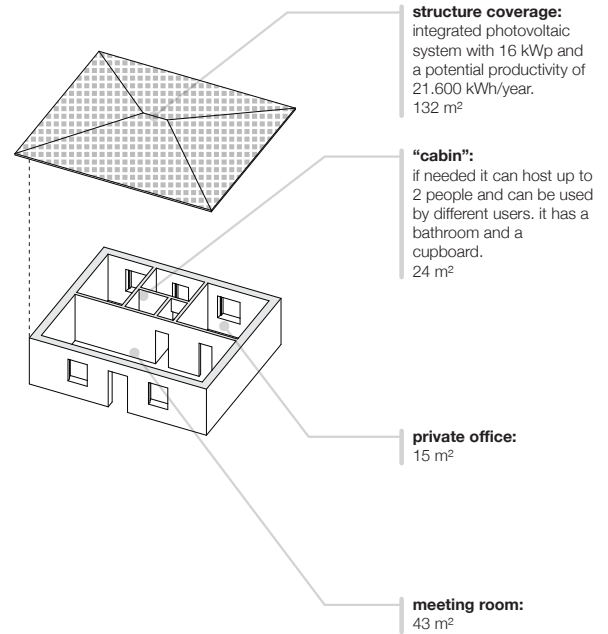 structure coverage:
integrated photovoltaic
system with 16 kWp and
a potential productivity of
21.600 kWh/year.
132 m²
“cabin”:
if needed it can host up to
2 people and can be used
by different users. it has a
bathroom and a
cupboard.
24 m²
private office:
15 m²
meeting room:
43 m²